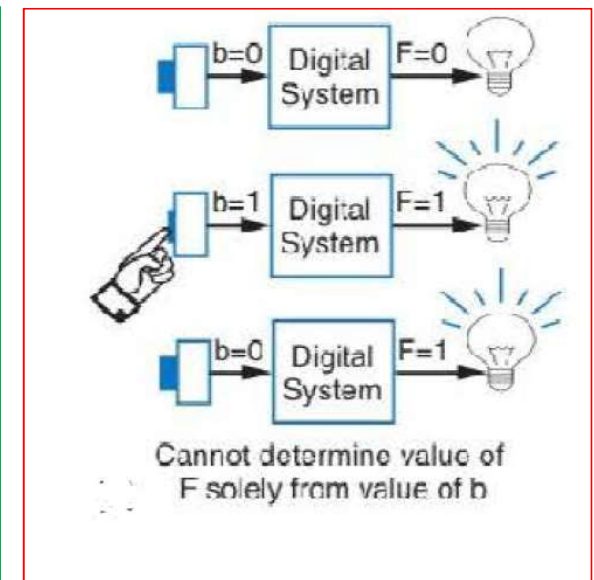 b=0 Digital System F=0
b=1 Digital System F=1
b=0 Digital System F=1
Cannot determine value of
F solely from value of b